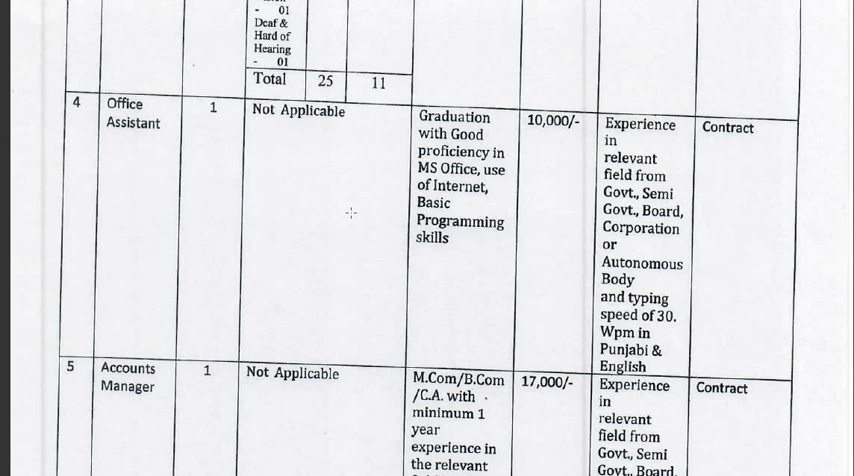 - 01
Deaf &
Hard of
Hearing
- 01
Total 25 11
4 Office Assistant 1 Not Applicable
Graduation
with Good
proficiency in
MS Office, use
of Internet,
Basic
Programming
skills
10,000/-
Experience
in
relevant
field from
Govt., Semi
Govt., Board,
Corporation
or
Autonomous
Body
and typing
speed of 30.
Wpm in
Punjabi &
English
Contract
5 Accounts Manager 1 Not Applicable
M.Com/B.Com
/C.A. with
minimum 1
year
experience in
the relevant
17,000/-
Experience
in
relevant
field from
Govt., Semi
Govt., Board,
Contract